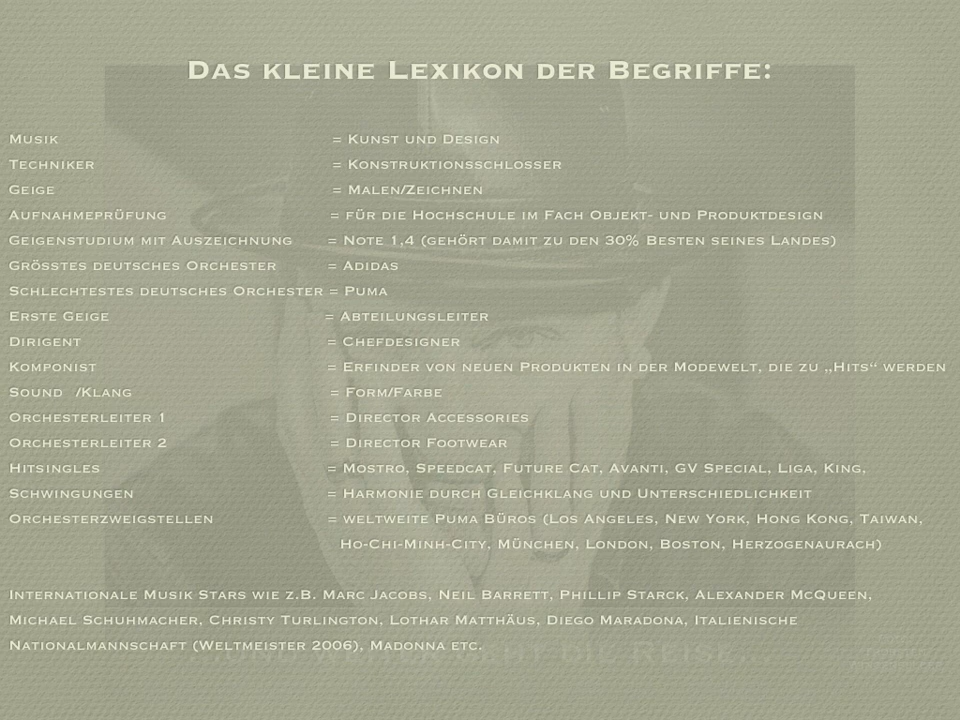 Das kleine Lexikon der Begriffe:
Musik = Kunst und Design
Techniker = Konstruktionsschlosser
Geige = Malen/Zeichnen
Aufnahmeprüfung = für die Hochschule im Fach Objekt- und Produktdesign
Geigenstudium mit Auszeichnung = Note 1,4 (gehört damit zu den 30% Besten seines Landes)
Grösstes deutsches Orchester = Adidas
Schlechtestes deutsches Orchester = Puma
Erste Geige = Abteilungsleiter
Dirigent = Chefdesigner
Komponist = Erfinder von neuen Produkten in der Modewelt, die zu „Hits“ werden
Sound /Klang = Form/Farbe
Orchesterleiter 1 = Director Accessories
Orchesterleiter 2 = Director Footwear
Hitsingles = Mostro, Speedcat, Future Cat, Avanti, GV Special, Liga, King,
Schwingungen = Harmonie durch Gleichklang und Unterschiedlichkeit
Orchesterzweigstellen = weltweite Puma Büros (Los Angeles, New York, Hong Kong, Taiwan,
Ho-Chi-Minh-City, München, London, Boston, Herzogenaurach)
Internationale Musik Stars wie z.B. Marc Jacobs, Neil Barrett, Phillip Starck, Alexander McQueen,
Michael Schuhmacher, Christy Turlington, Lothar Matthäus, Diego Maradona, Italienische
Nationalmannschaft (Weltmeister 2006), Madonna etc.
...und weiter geht die Reise...